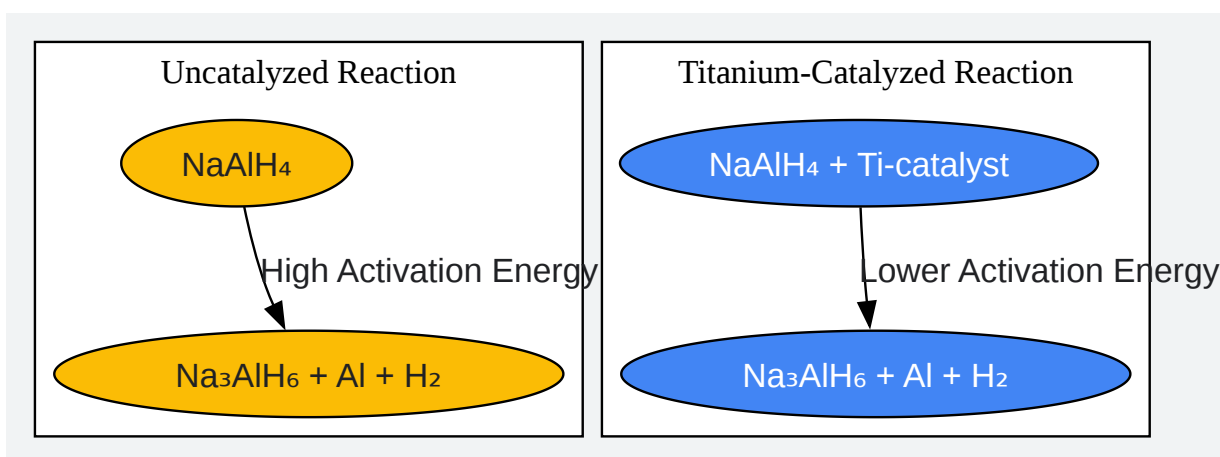 Uncatalyzed Reaction
NaAlH₄
High Activation Energy
Na₃AlH₆ + Al + H₂
Titanium-Catalyzed Reaction
NaAlH₄ + Ti-catalyst
Lower Activation Energy
Na₃AlH₆ + Al + H₂